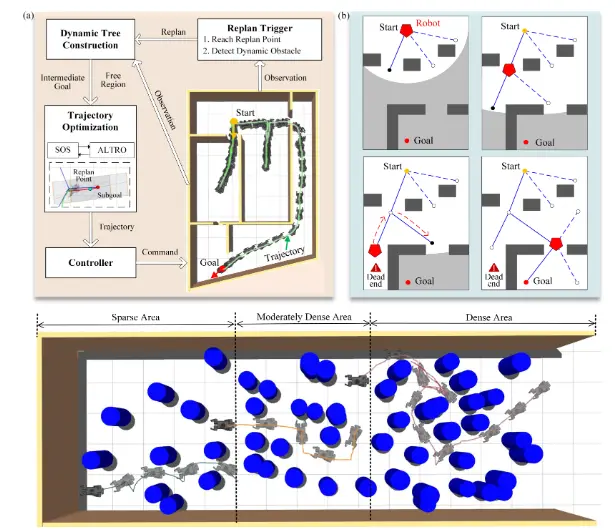 (a)
Dynamic Tree
Construction
Replan
Replan Trigger
1. Reach Replan Point
2. Detect Dynamic Obstacle
Intermediate
Goal
Free
Region
Observation
Observation
Trajectory
Optimization
SOS
ALTRO
Replan
Point
Subgoal
Trajectory
Controller
Command
Start
Goal
Trajectory
(b)
Start
Robot
Goal
Start
Goal
Start
Dead
end
Goal
Start
Dead
end
Goal
Sparse Area
Moderately Dense Area
Dense Area